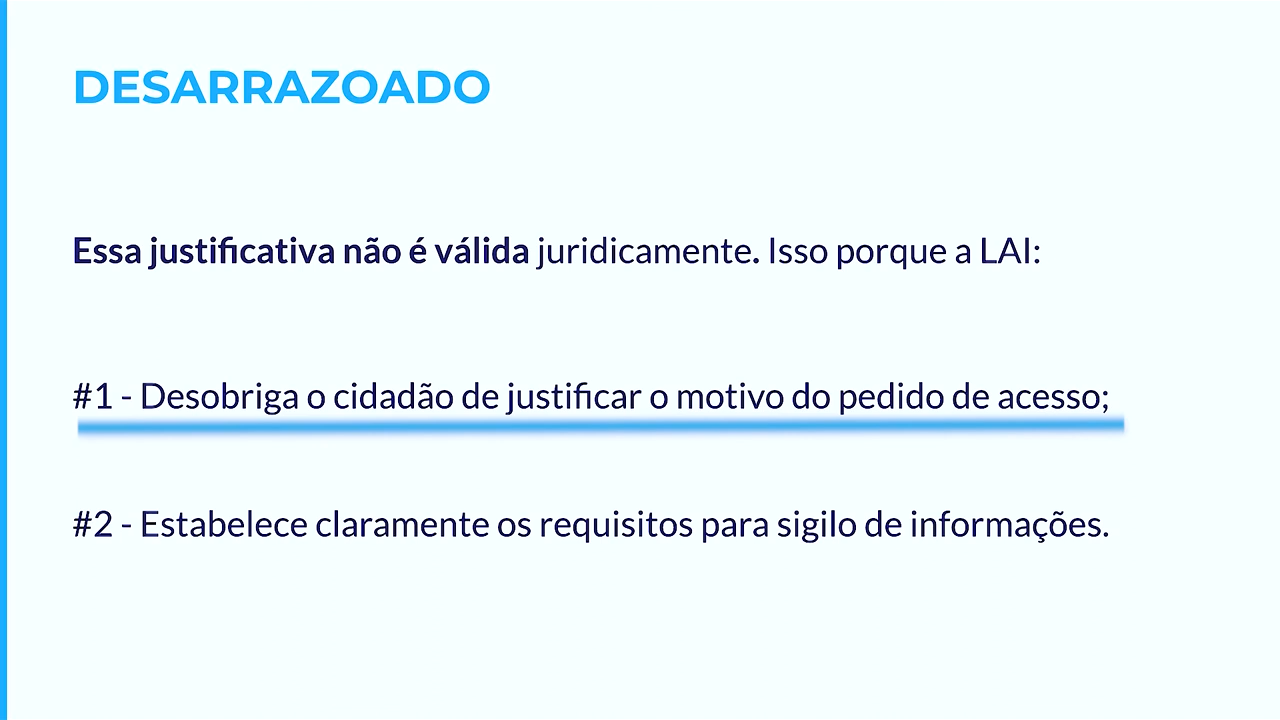 DESARRAZOADO
Essa justificativa não é válida juridicamente. Isso porque a LAI:
#1 - Desobriga o cidadão de justificar o motivo do pedido de acesso;
#2 - Estabelece claramente os requisitos para sigilo de informações.